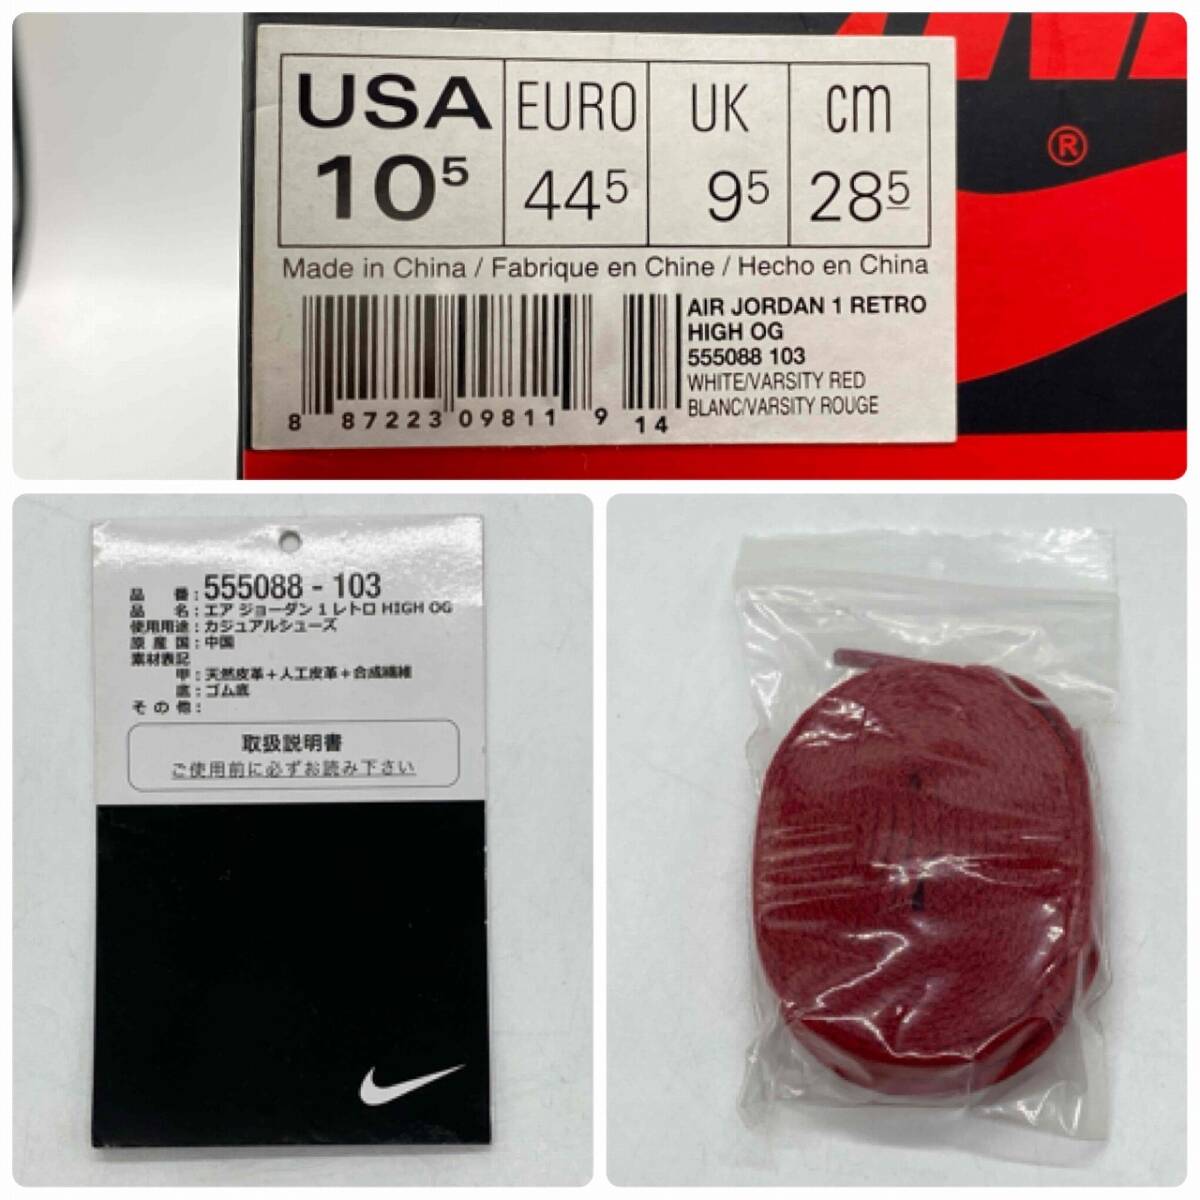 USA EURO UK cm
10⁵ 44⁵ 9⁵ 28⁵
®
Made in China / Fabrique en Chine / Hecho en China
AIR JORDAN 1 RETRO
HIGH OG
555088 103
WHITE/VARSITY RED
BLANC/VARSITY ROUGE
8 87223 09811 9 14
品番:555088 - 103
品名:エア ジョーダン 1 レトロ HIGH OG
使用用途:カジュアルシューズ
原産国:中国
素材表記
甲:天然皮革+人工皮革+合成繊維
底:ゴム底
その他:
取扱説明書
ご使用前に必ずお読み下さい